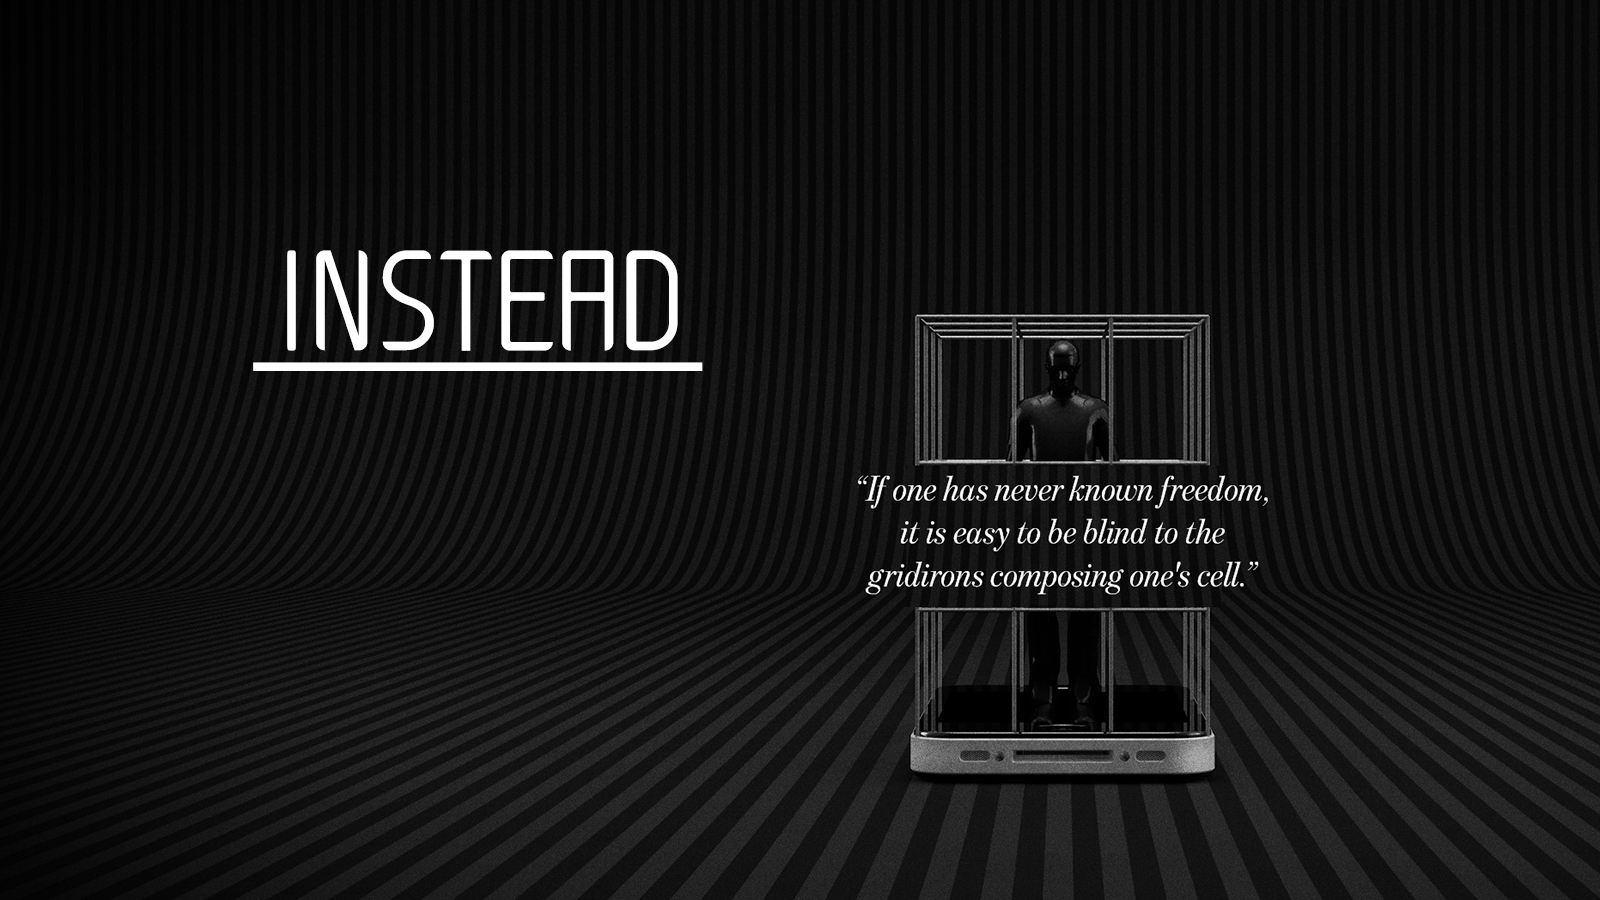 INSTEAD
“If one has never known freedom,
it is easy to be blind to the
gridirons composing one's cell.”